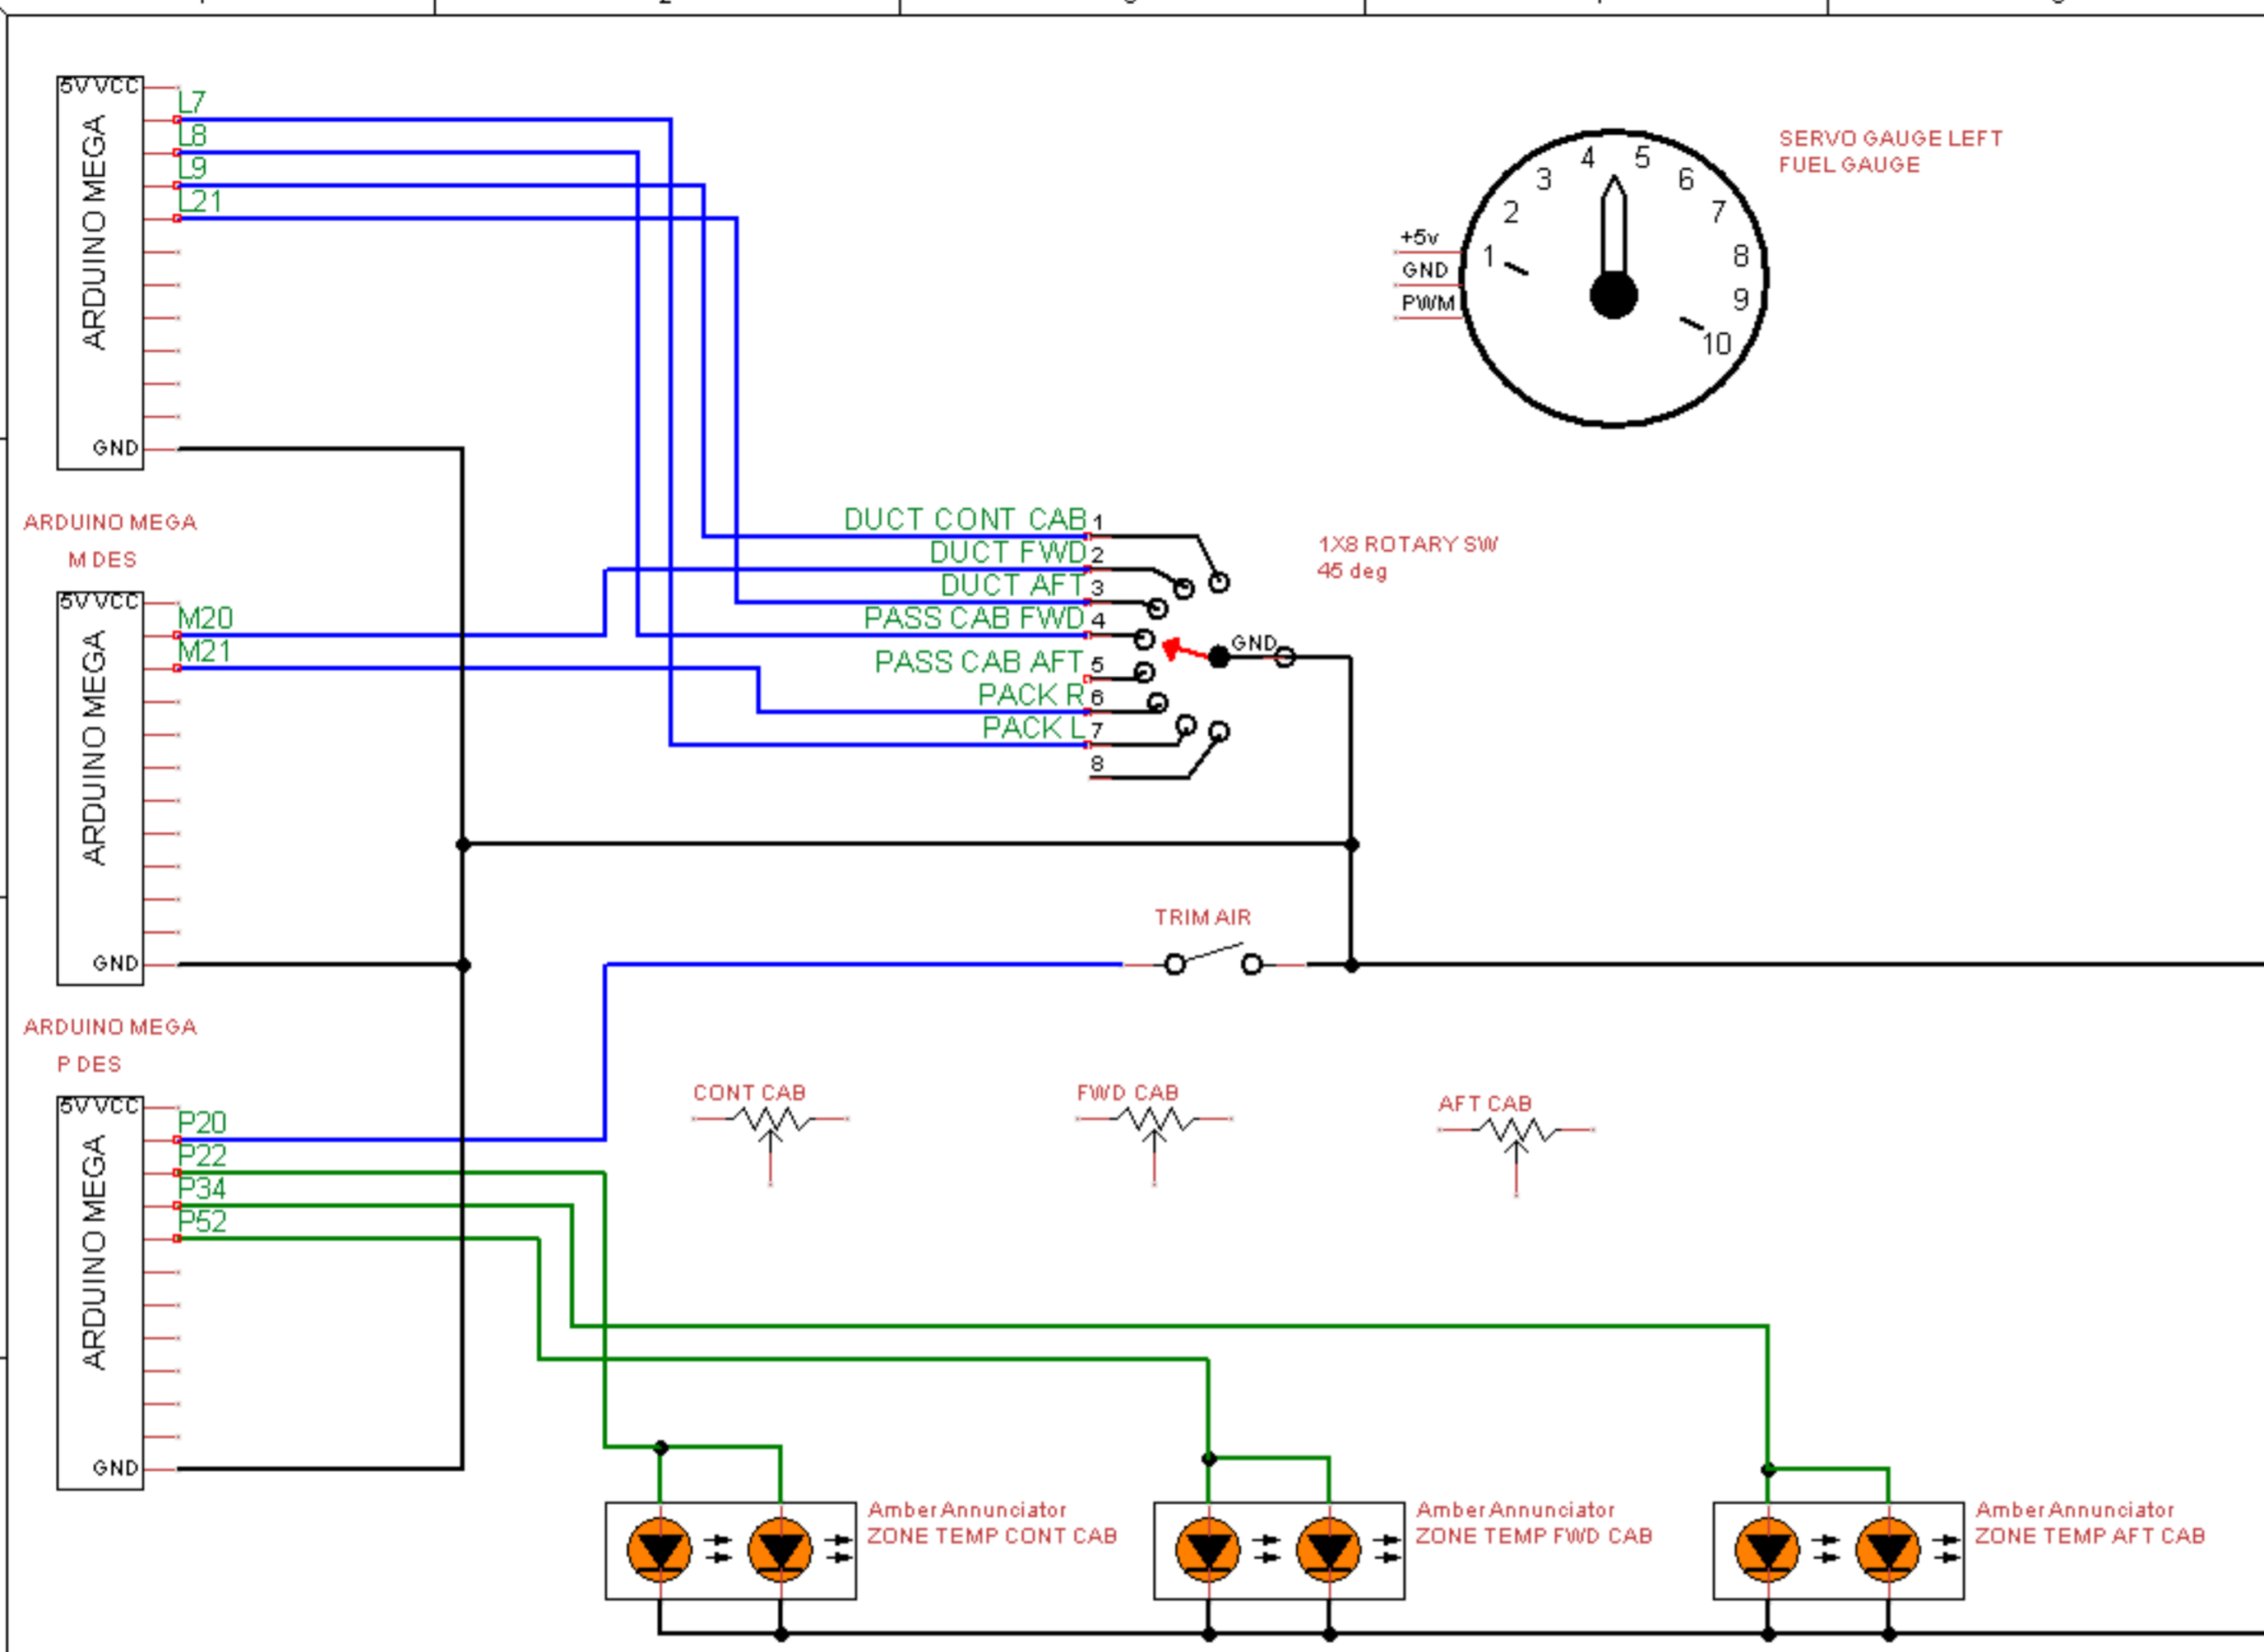 5V VCC
L7
L8
L9
L21
ARDUINO MEGA
GND
SERVO GAUGE LEFT
FUEL GAUGE
+5v
GND
PWM
1
2
3
4
5
6
7
8
9
10
ARDUINO MEGA
M DES
5V VCC
M20
M21
ARDUINO MEGA
GND
DUCT CONT CAB 1
DUCT FWD 2
DUCT AFT 3
PASS CAB FWD 4
PASS CAB AFT 5
PACK R 6
PACK L 7
8
GND
1X8 ROTARY SW
45 deg
TRIM AIR
ARDUINO MEGA
P DES
5V VCC
P20
P22
P34
P52
ARDUINO MEGA
GND
CONT CAB
FWD CAB
AFT CAB
Amber Annunciator
ZONE TEMP CONT CAB
Amber Annunciator
ZONE TEMP FWD CAB
Amber Annunciator
ZONE TEMP AFT CAB